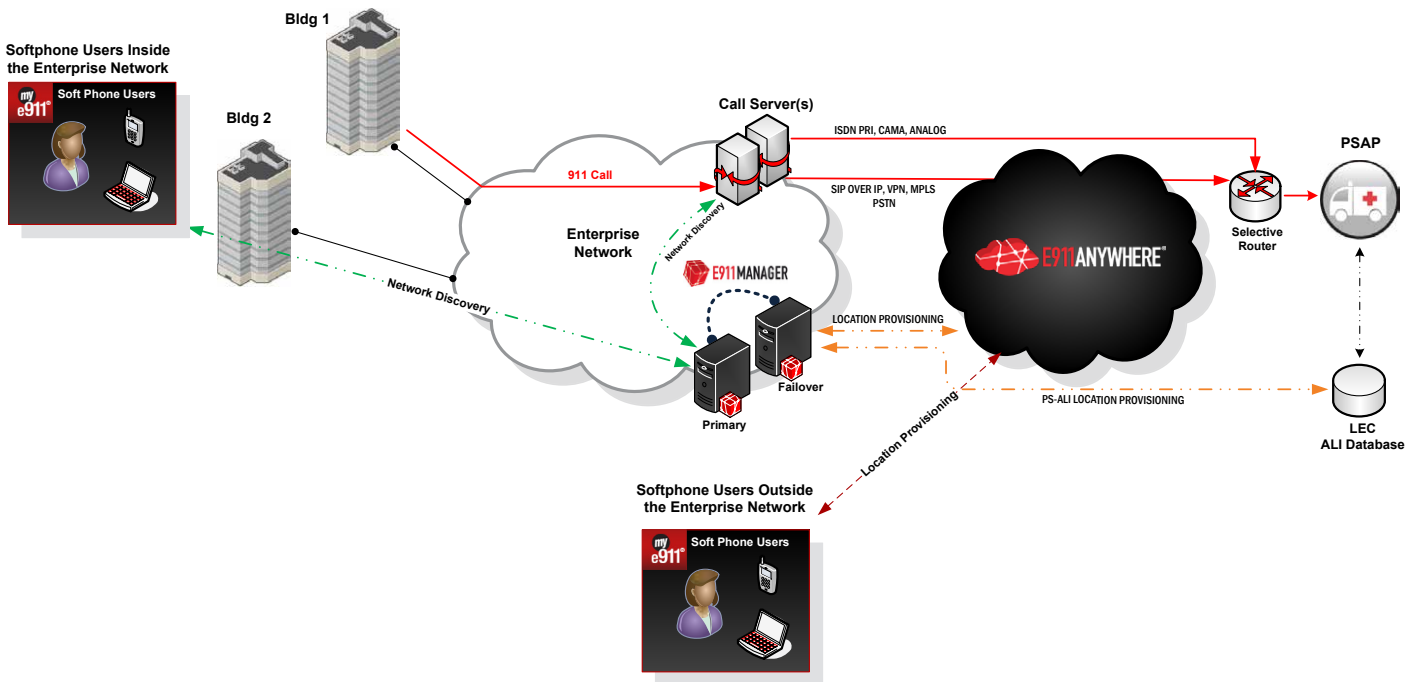 Bldg 1
Softphone Users Inside
the Enterprise Network
my
e911®
Soft Phone Users
Bldg 2
Call Server(s)
ISDN PRI, CAMA, ANALOG
PSAP
911 Call
SIP OVER IP, VPN, MPLS
PSTN
Selective
Router
Network Discovery
Enterprise
Network
E911MANAGER
E911ANYWHERE®
Network Discovery
LOCATION PROVISIONING
Failover
Primary
PS-ALI LOCATION PROVISIONING
LEC
ALI Database
Location Provisioning
Softphone Users Outside
the Enterprise Network
my
e911®
Soft Phone Users